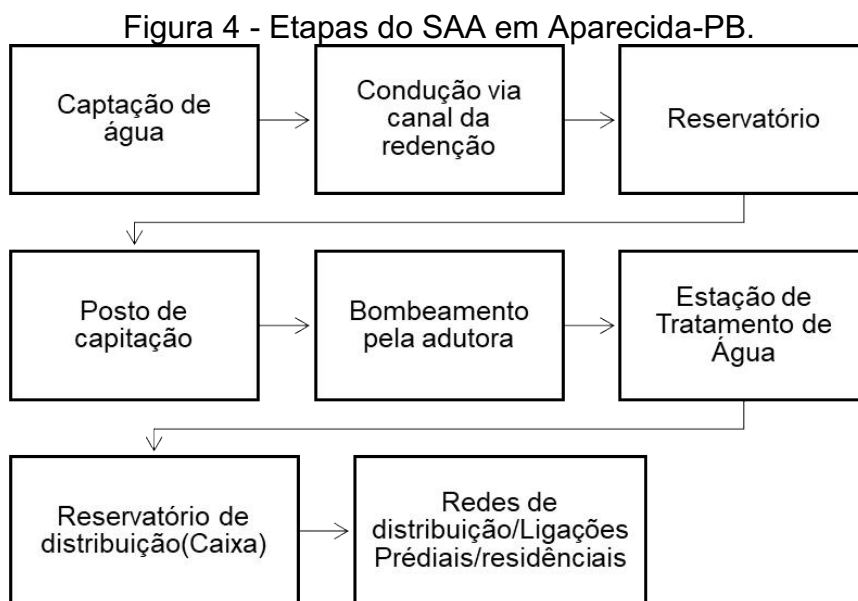 Figura 4 - Etapas do SAA em Aparecida-PB.
Captação de
água
Condução via
canal da
redenção
Reservatório
Posto de
capitação
Bombeamento
pela adutora
Estação de
Tratamento de
Água
Reservatório de
distribuição(Caixa)
Redes de
distribuição/Ligações
Prédiais/residênciais